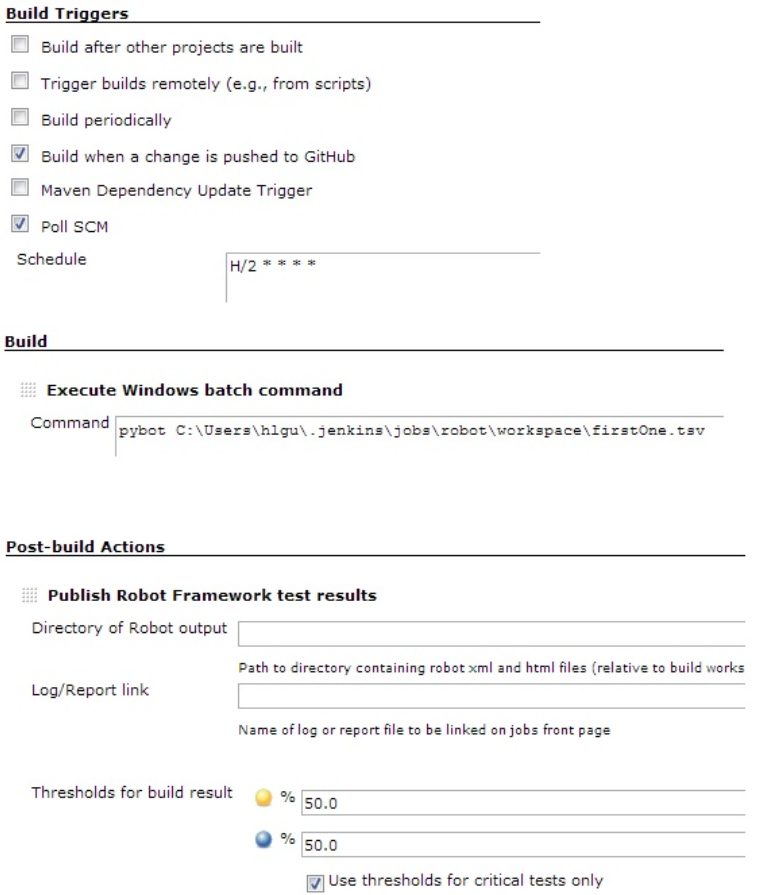 Build Triggers
Build after other projects are built
Trigger builds remotely (e.g., from scripts)
Build periodically
Build when a change is pushed to GitHub
Maven Dependency Update Trigger
Poll SCM
Schedule
H/2 * * * *
Build
Execute Windows batch command
Command
pybot C:\Users\hlgu\.jenkins\jobs\robot\workspace\firstOne.tsv
Post-build Actions
Publish Robot Framework test results
Directory of Robot output
Path to directory containing robot xml and html files (relative to build works
Log/Report link
Name of log or report file to be linked on jobs front page
Thresholds for build result
% 50.0
% 50.0
Use thresholds for critical tests only